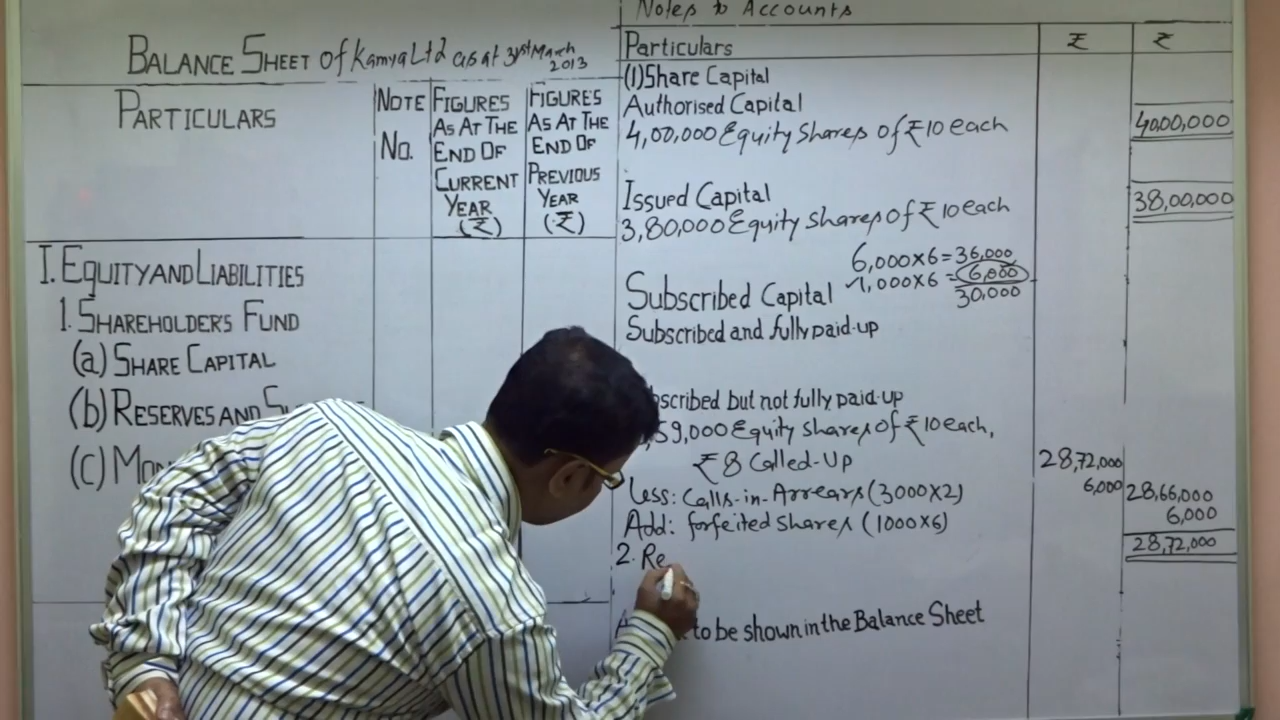 BALANCE SHEET of Kamya Ltd as at 31st March 2013
PARTICULARS
NOTE No.
FIGURES AS AT THE END OF CURRENT YEAR (₹)
FIGURES AS AT THE END OF PREVIOUS YEAR (₹)
I. EQUITY AND LIABILITIES
1. SHAREHOLDER'S FUND
(a) SHARE CAPITAL
(b) RESERVES AND
(c)
Notes to Accounts
Particulars ₹ ₹
(1) Share Capital
Authorised Capital
4,00,000 Equity Shares of ₹10 each 40,00,000
Issued Capital
3,80,000 Equity Shares of ₹10 each 38,00,000
6,000×6 = 36,000
1,000×6 = 6,000
30,000
Subscribed Capital
Subscribed and fully paid-up
but not fully paid-up
59,000 Equity Shares of ₹10 each,
₹8 Called-Up 28,72,000
Less: Calls-in-Arrears (3000×2) 6,000 28,66,000
Add: forfeited Shares (1000×6) 6,000
28,72,000
2. Re
to be shown in the Balance Sheet